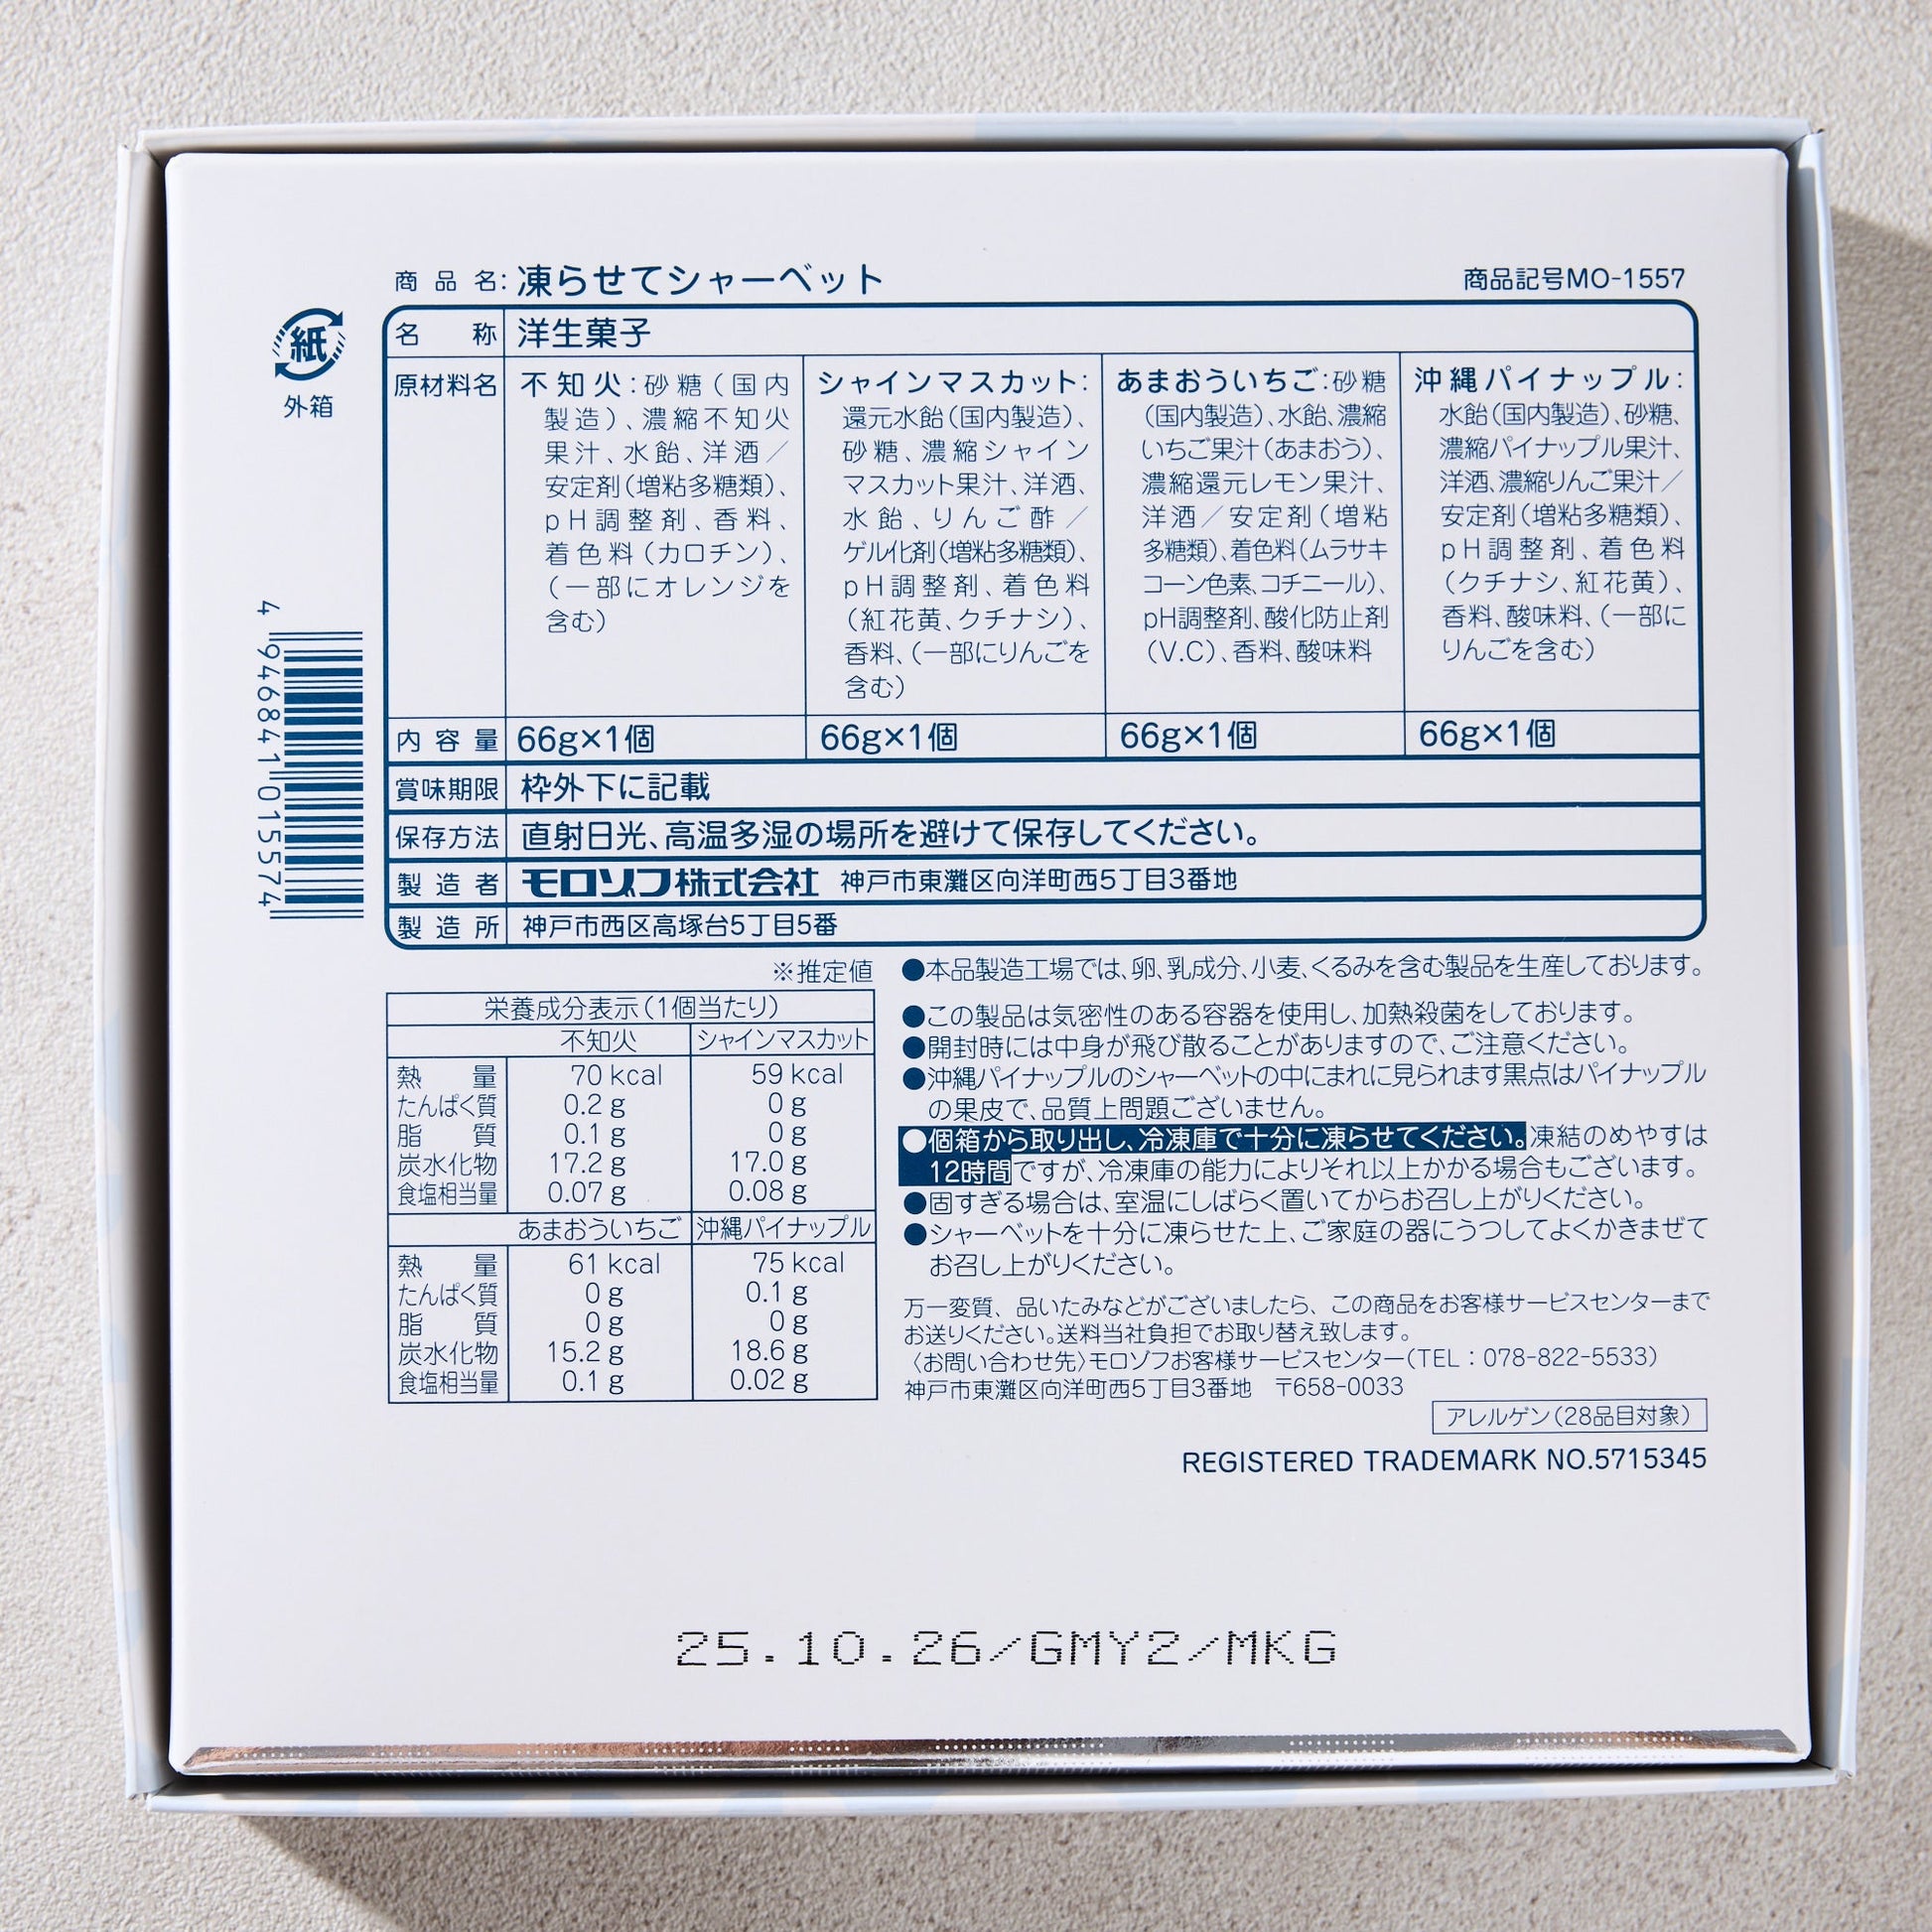 商品名：凍らせてシャーベット
商品記号MO-1557
紙
外箱
名称 洋生菓子
原材料名
不知火：砂糖（国内
製造）、濃縮不知火
果汁、水飴、洋酒／
安定剤（増粘多糖類）、
pH調整剤、香料、
着色料（カロチン）、
（一部にオレンジを
含む）
シャインマスカット：
還元水飴（国内製造）、
砂糖、濃縮シャイン
マスカット果汁、洋酒、
水飴、りんご酢／
ゲル化剤（増粘多糖類）、
pH調整剤、着色料
（紅花黄、クチナシ）、
香料、（一部にりんごを
含む）
あまおういちご：砂糖
（国内製造）、水飴、濃縮
いちご果汁（あまおう）、
濃縮還元レモン果汁、
洋酒／安定剤（増粘
多糖類）、着色料（ムラサキ
コーン色素、コチニール）、
pH調整剤、酸化防止剤
（V.C）、香料、酸味料
沖縄パイナップル：
水飴（国内製造）、砂糖、
濃縮パイナップル果汁、
洋酒、濃縮りんご果汁／
安定剤（増粘多糖類）、
pH調整剤、着色料
（クチナシ、紅花黄）、
香料、酸味料、（一部に
りんごを含む）
内容量 66g×1個 66g×1個 66g×1個 66g×1個
賞味期限 枠外下に記載
保存方法 直射日光、高温多湿の場所を避けて保存してください。
製造者 モロゾフ株式会社 神戸市東灘区向洋町西5丁目3番地
製造所 神戸市西区高塚台5丁目5番
4 946841 015574
※推定値
栄養成分表示（1個当たり）
不知火 シャインマスカット
熱量 70 kcal 59 kcal
たんぱく質 0.2 g 0 g
脂質 0.1 g 0 g
炭水化物 17.2 g 17.0 g
食塩相当量 0.07 g 0.08 g
あまおういちご 沖縄パイナップル
熱量 61 kcal 75 kcal
たんぱく質 0 g 0.1 g
脂質 0 g 0 g
炭水化物 15.2 g 18.6 g
食塩相当量 0.1 g 0.02 g
●本品製造工場では、卵、乳成分、小麦、くるみを含む製品を生産しております。
●この製品は気密性のある容器を使用し、加熱殺菌をしております。
●開封時には中身が飛び散ることがありますので、ご注意ください。
●沖縄パイナップルのシャーベットの中にまれに見られます黒点はパイナップル
の果皮で、品質上問題ございません。
●個箱から取り出し、冷凍庫で十分に凍らせてください。凍結のめやすは
12時間ですが、冷凍庫の能力によりそれ以上かかる場合もございます。
●固すぎる場合は、室温にしばらく置いてからお召し上がりください。
●シャーベットを十分に凍らせた上、ご家庭の器にうつしてよくかきまぜて
お召し上がりください。
万一変質、品いたみなどがございましたら、この商品をお客様サービスセンターまで
お送りください。送料当社負担でお取り替え致します。
〈お問い合わせ先〉モロゾフお客様サービスセンター（TEL：078-822-5533）
神戸市東灘区向洋町西5丁目3番地 〒658-0033
アレルゲン（28品目対象）
REGISTERED TRADEMARK NO.5715345
25.10.26/GMY2/MKG